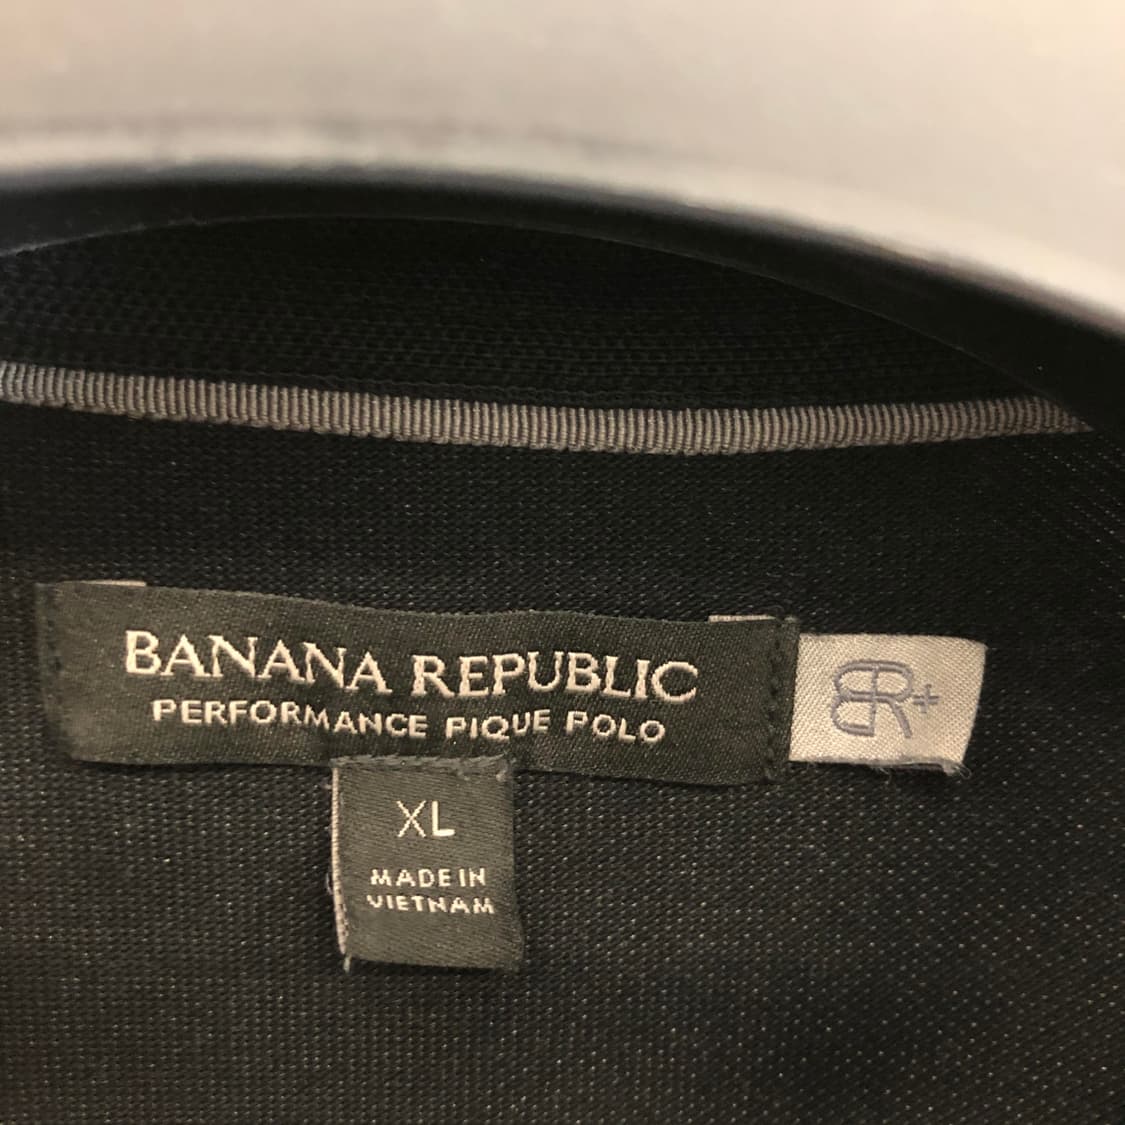 BANANA REPUBLIC
PERFORMANCE PIQUE POLO
BR+
XL
MADE IN
VIETNAM